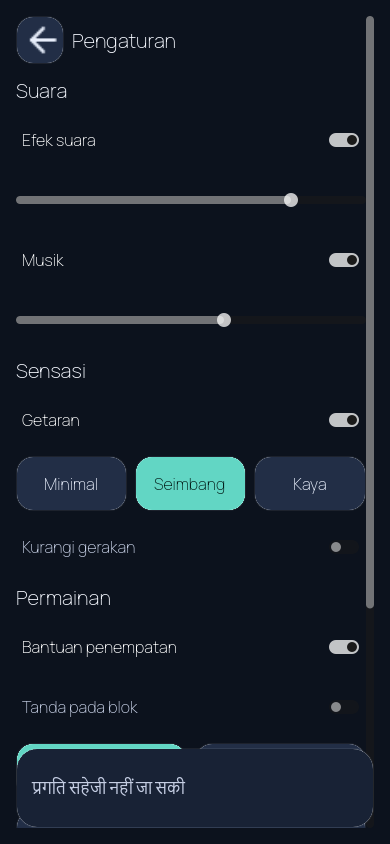 Pengaturan
Suara
Efek suara
Musik
Sensasi
Getaran
Minimal Seimbang Kaya
Kurangi gerakan
Permainan
Bantuan penempatan
Tanda pada blok
प्रगति सहेजी नहीं जा सकी